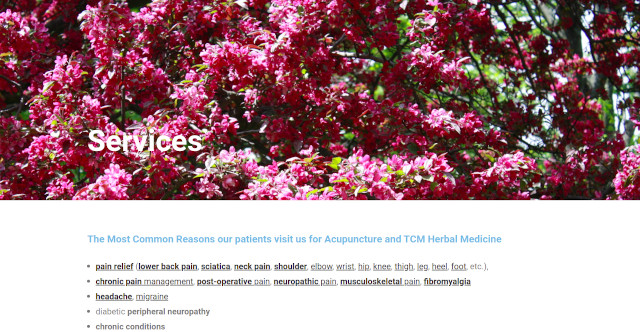 Services
The Most Common Reasons our patients visit us for Acupuncture and TCM Herbal Medicine
pain relief (lower back pain, sciatica, neck pain, shoulder, elbow, wrist, hip, knee, thigh, leg, heel, foot, etc.),
chronic pain management, post-operative pain, neuropathic pain, musculoskeletal pain, fibromyalgia
headache, migraine
diabetic peripheral neuropathy
chronic conditions